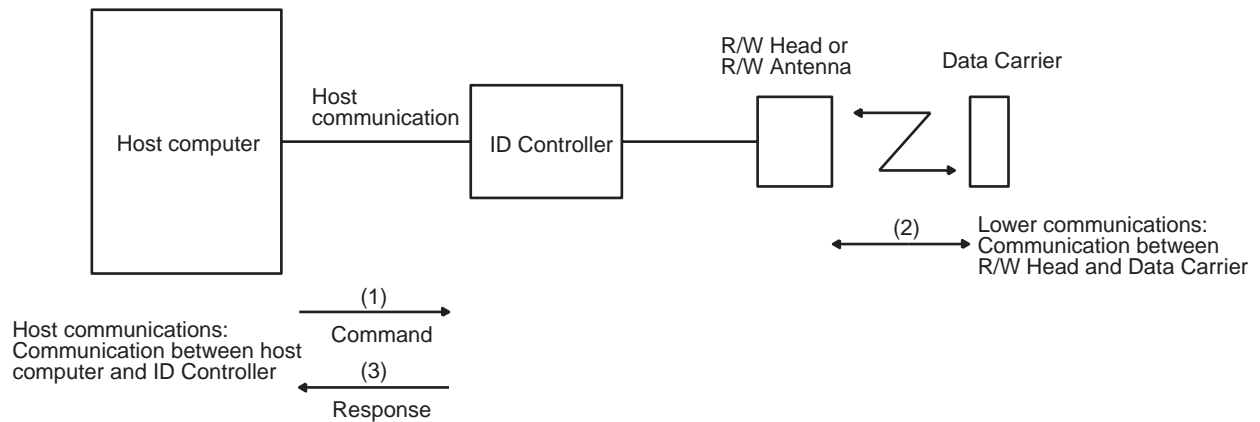 R/W Head or
R/W Antenna
Data Carrier
Host
communication
Host computer
ID Controller
(2)
Lower communications:
Communication between
R/W Head and Data Carrier
(1)
Command
Host communications:
Communication between host
computer and ID Controller
(3)
Response